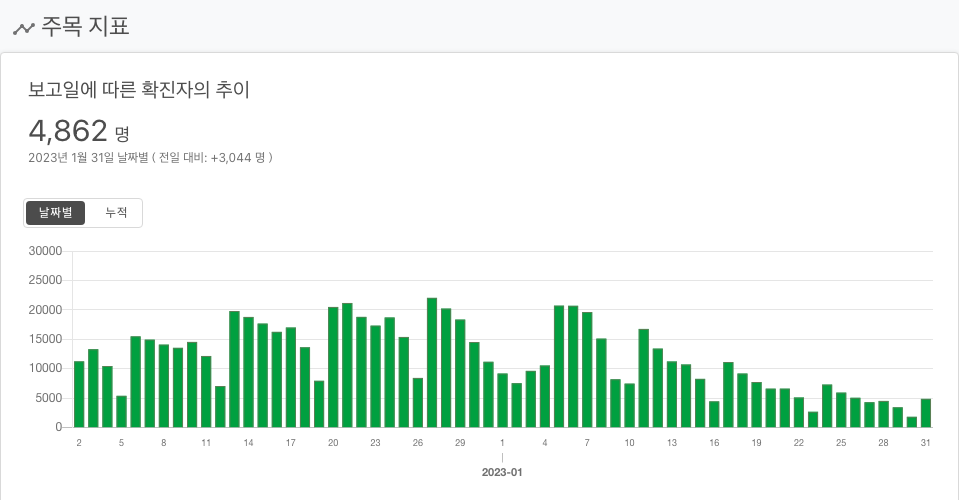 주목 지표
보고일에 따른 확진자의 추이
4,862 명
2023년 1월 31일 날짜별 ( 전일 대비: +3,044 명 )
날짜별 누적
30000
25000
20000
15000
10000
5000
0
2 5 8 11 14 17 20 23 26 29 1 4 7 10 13 16 19 22 25 28 31
2023-01